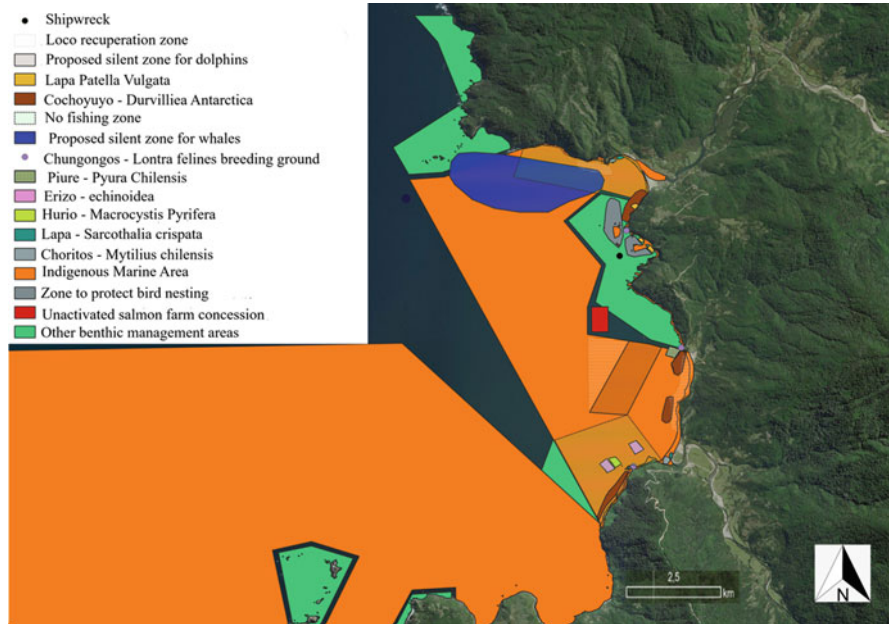 Shipwreck
Loco recuperation zone
Proposed silent zone for dolphins
Lapa Patella Vulgata
Cochoyuyo - Durvilliea Antarctica
No fishing zone
Proposed silent zone for whales
Chungongos - Lontra felines breeding ground
Piure - Pyura Chilensis
Erizo - echinoidea
Hurio - Macrocystis Pyrifera
Lapa - Sarcothalia crispata
Choritos - Mytilius chilensis
Indigenous Marine Area
Zone to protect bird nesting
Unactivated salmon farm concession
Other benthic management areas
2,5
km
N